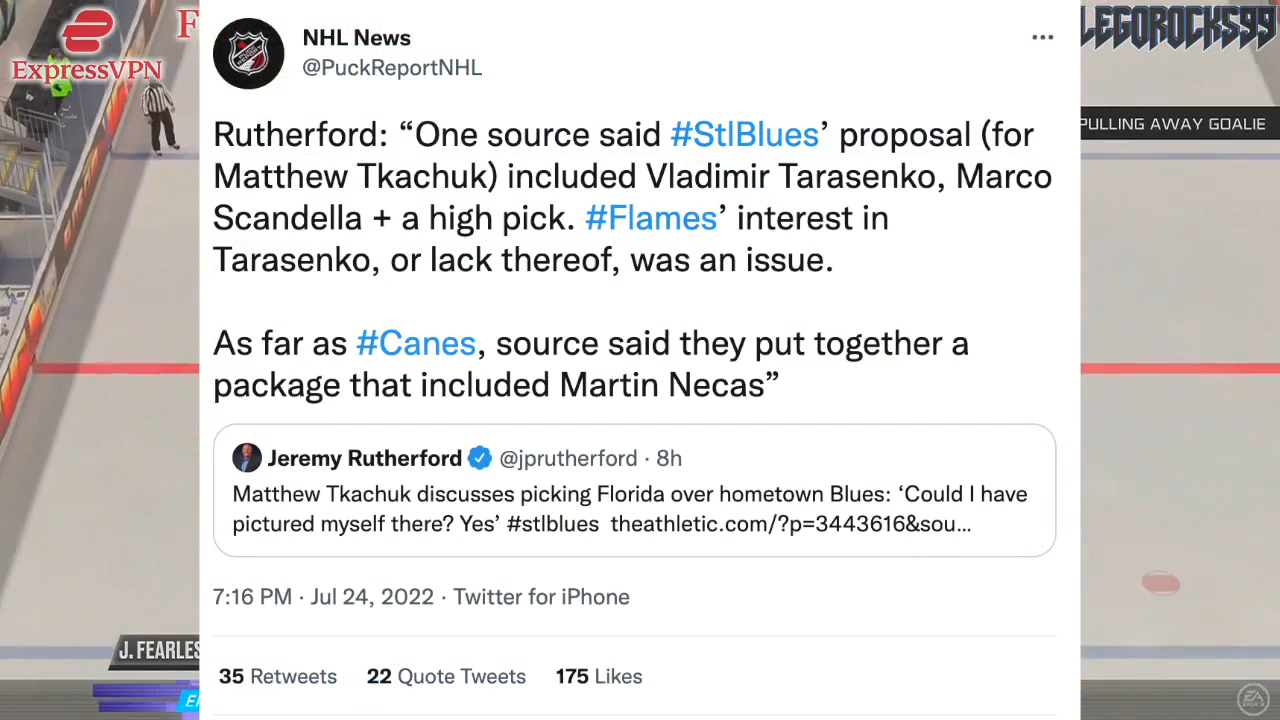 ExpressVPN
F
LEGOROCKS99
PULLING AWAY GOALIE
NHL News
@PuckReportNHL
Rutherford: “One source said #StlBlues’ proposal (for
Matthew Tkachuk) included Vladimir Tarasenko, Marco
Scandella + a high pick. #Flames’ interest in
Tarasenko, or lack thereof, was an issue.
As far as #Canes, source said they put together a
package that included Martin Necas”
Jeremy Rutherford @jprutherford · 8h
Matthew Tkachuk discusses picking Florida over hometown Blues: ‘Could I have
pictured myself there? Yes’ #stlblues theathletic.com/?p=3443616&sou...
7:16 PM · Jul 24, 2022 · Twitter for iPhone
35 Retweets 22 Quote Tweets 175 Likes
J. FEARLES
EA
SPORTS